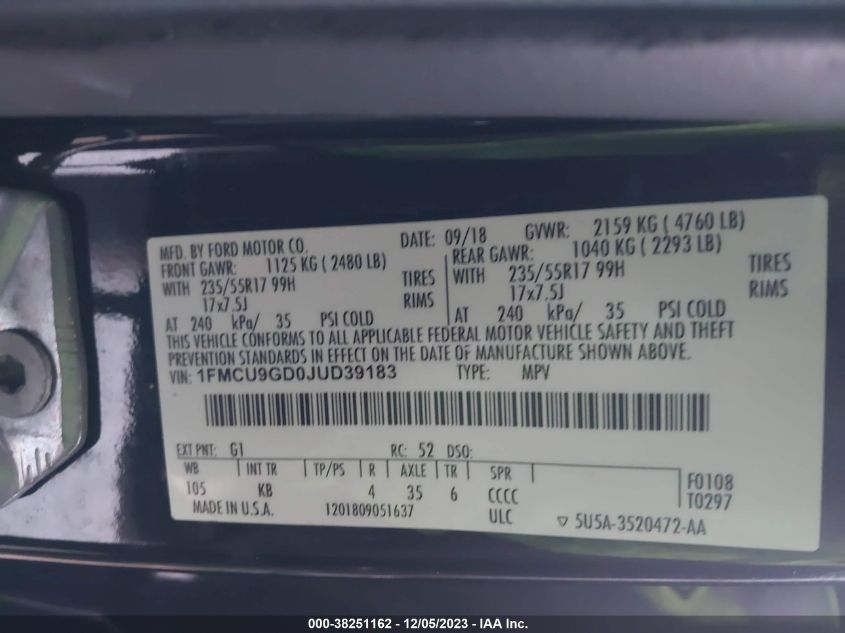 MFD. BY FORD MOTOR CO. DATE: 09/18 GVWR: 2159 KG ( 4760 LB)
FRONT GAWR: 1125 KG ( 2480 LB) REAR GAWR: 1040 KG ( 2293 LB)
WITH 235/55R17 99H TIRES WITH 235/55R17 99H TIRES
17x7.5J RIMS 17x7.5J RIMS
AT 240 kPa/ 35 PSI COLD AT 240 kPa/ 35 PSI COLD
THIS VEHICLE CONFORMS TO ALL APPLICABLE FEDERAL MOTOR VEHICLE SAFETY AND THEFT
PREVENTION STANDARDS IN EFFECT ON THE DATE OF MANUFACTURE SHOWN ABOVE.
VIN: 1FMCU9GD0JUD39183 TYPE: MPV
EXT PNT: G1 RC: 52 DSO:
WB INT TR TP/PS R AXLE TR SPR F0108
105 KB 4 35 6 CCCC T0297
MADE IN U.S.A. 1201809051637 ULC ▽ 5U5A-3520472-AA
000-38251162 - 12/05/2023 - IAA Inc.